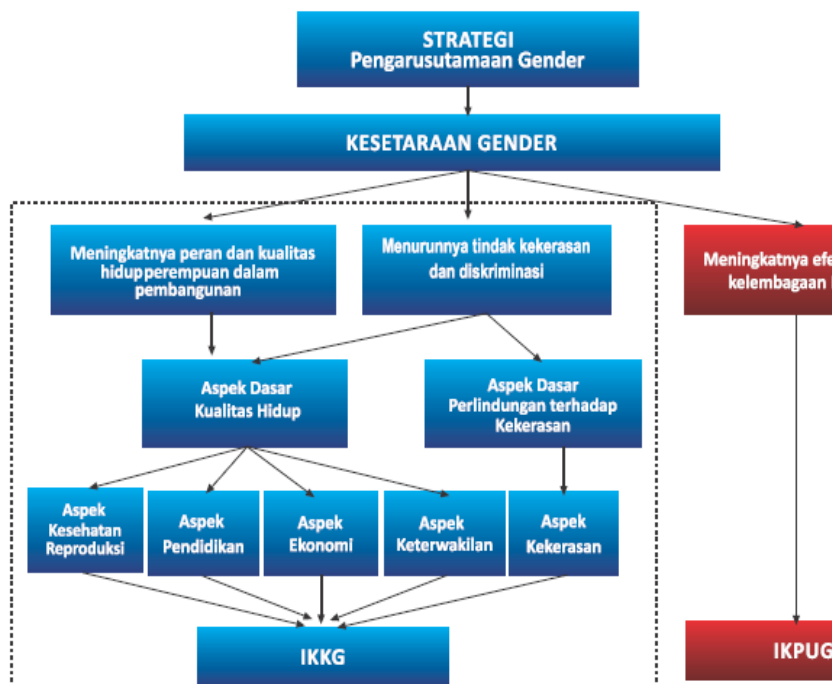 STRATEGI
Pengarusutamaan Gender
KESETARAAN GENDER
Meningkatnya peran dan kualitas
hidupperempuan dalam
pembangunan
Menurunnya tindak kekerasan
dan diskriminasi
Meningkatnya
kelembagaan
Aspek Dasar
Kualitas Hidup
Aspek Dasar
Perlindungan terhadap
Kekerasan
Aspek
Kesehatan
Reproduksi
Aspek
Pendidikan
Aspek
Ekonomi
Aspek
Keterwakilan
Aspek
Kekerasan
IKKG
IKPUG